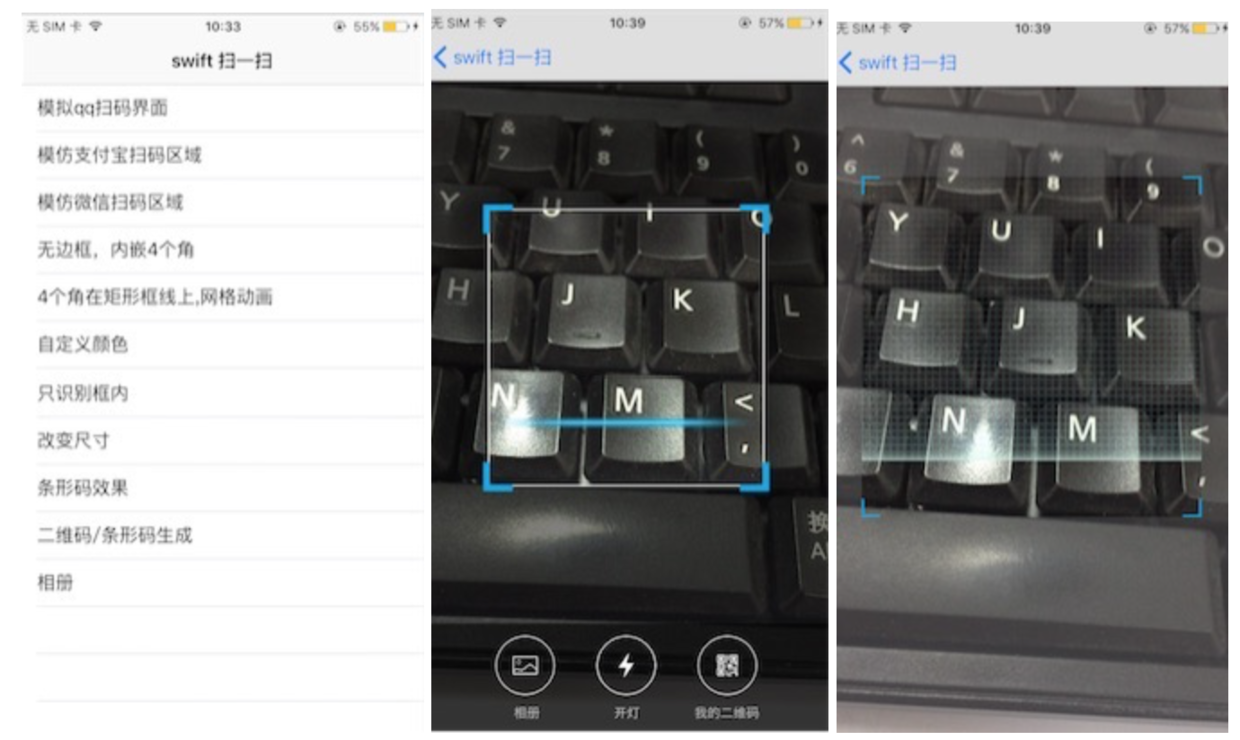 无 SIM 卡 10:33 55%
swift 扫一扫
模拟qq扫码界面
模仿支付宝扫码区域
模仿微信扫码区域
无边框，内嵌4个角
4个角在矩形框线上,网格动画
自定义颜色
只识别框内
改变尺寸
条形码效果
二维码/条形码生成
相册
无 SIM 卡 10:39 57%
swift 扫一扫
& * ( )
7 8 9 0
Y U I O
H J K L
N M <
,
换
相册 开灯 我的二维码
无 SIM 卡 10:39 57%
swift 扫一扫
^ & * (
6 7 8 9
Y U I O
H J K
N M <
,